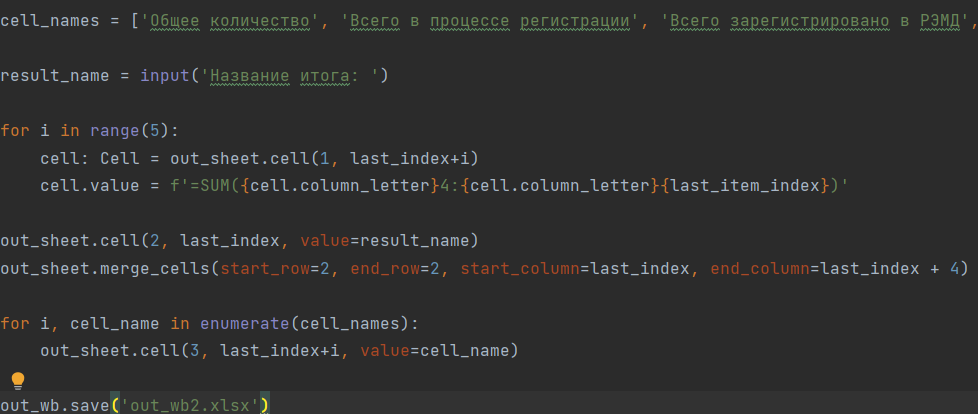 cell_names = ['Общее количество', 'Всего в процессе регистрации', 'Всего зарегистрировано в РЭМД',
result_name = input('Название итога: ')
for i in range(5):
cell: Cell = out_sheet.cell(1, last_index+i)
cell.value = f'=SUM({cell.column_letter}4:{cell.column_letter}{last_item_index})'
out_sheet.cell(2, last_index, value=result_name)
out_sheet.merge_cells(start_row=2, end_row=2, start_column=last_index, end_column=last_index + 4)
for i, cell_name in enumerate(cell_names):
out_sheet.cell(3, last_index+i, value=cell_name)
out_wb.save('out_wb2.xlsx')